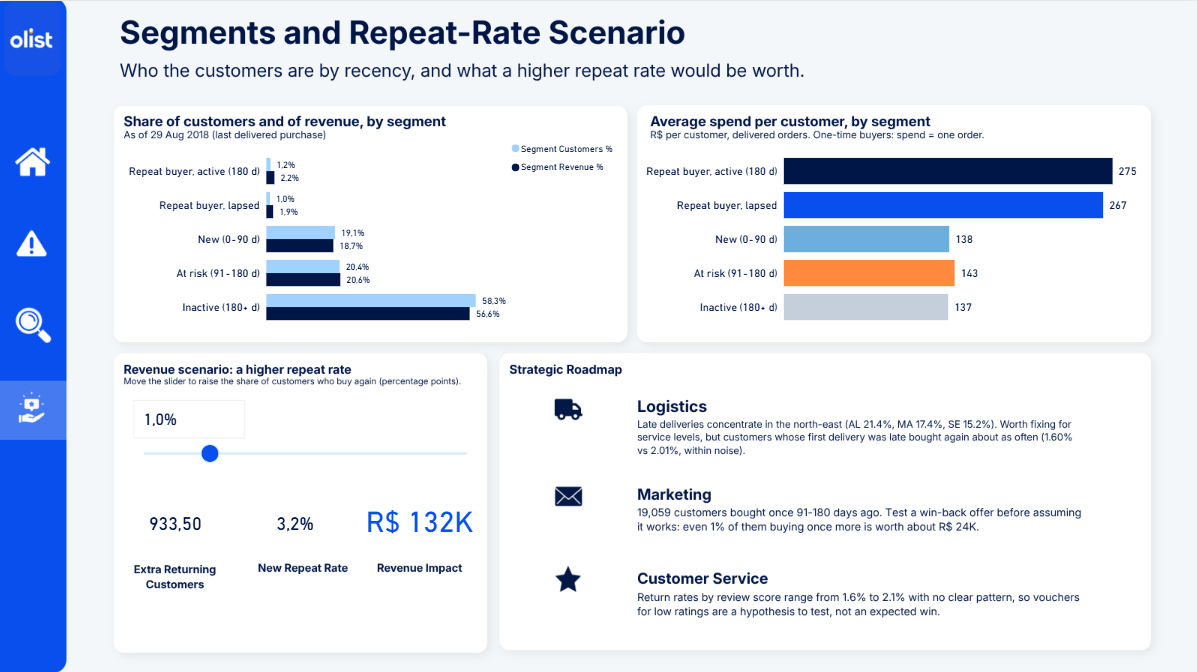 olist
Segments and Repeat-Rate Scenario
Who the customers are by recency, and what a higher repeat rate would be worth.
Share of customers and of revenue, by segment
As of 29 Aug 2018 (last delivered purchase)
Segment Customers %
Segment Revenue %
Repeat buyer, active (180 d)
1,2%
2,2%
Repeat buyer, lapsed
1,0%
1,9%
New (0-90 d)
19,1%
18,7%
At risk (91-180 d)
20,4%
20,6%
Inactive (180+ d)
58,3%
56,6%
Average spend per customer, by segment
R$ per customer, delivered orders. One-time buyers: spend = one order.
Repeat buyer, active (180 d)
275
Repeat buyer, lapsed
267
New (0-90 d)
138
At risk (91-180 d)
143
Inactive (180+ d)
137
Revenue scenario: a higher repeat rate
Move the slider to raise the share of customers who buy again (percentage points).
1,0%
933,50
3,2%
R$ 132K
Extra Returning
Customers
New Repeat Rate
Revenue Impact
Strategic Roadmap
Logistics
Late deliveries concentrate in the north-east (AL 21.4%, MA 17.4%, SE 15.2%). Worth fixing for
service levels, but customers whose first delivery was late bought again about as often (1.60%
vs 2.01%, within noise).
Marketing
19,059 customers bought once 91-180 days ago. Test a win-back offer before assuming
it works: even 1% of them buying once more is worth about R$ 24K.
Customer Service
Return rates by review score range from 1.6% to 2.1% with no clear pattern, so vouchers
for low ratings are a hypothesis to test, not an expected win.